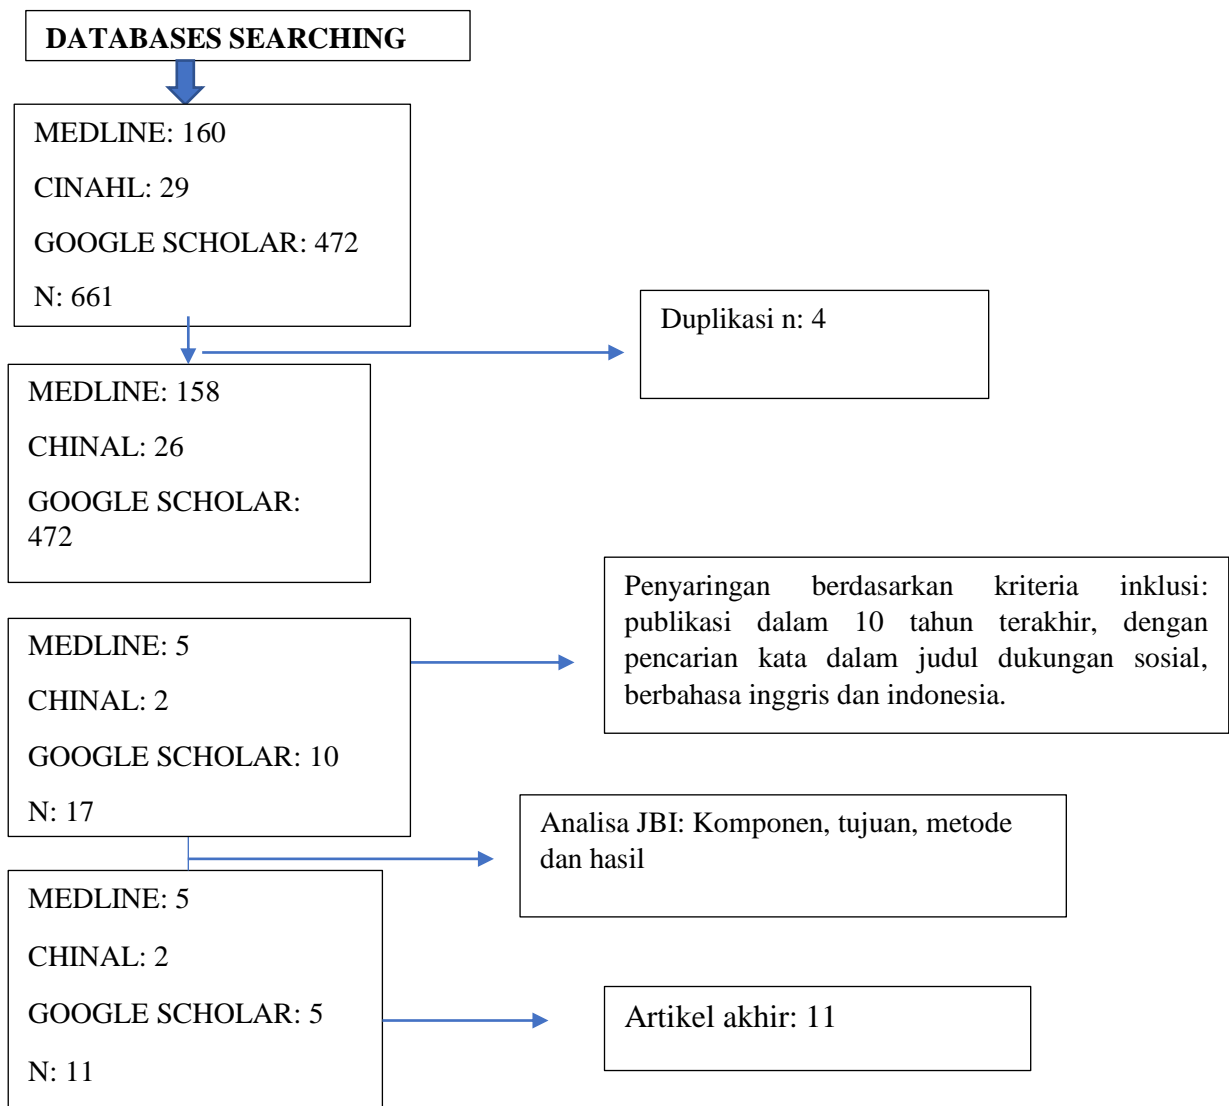 DATABASES SEARCHING
MEDLINE: 160
CINAHL: 29
GOOGLE SCHOLAR: 472
N: 661
Duplikasi n: 4
MEDLINE: 158
CHINAL: 26
GOOGLE SCHOLAR:
472
Penyaringan berdasarkan kriteria inklusi:
publikasi dalam 10 tahun terakhir, dengan
pencarian kata dalam judul dukungan sosial,
berbahasa inggris dan indonesia.
MEDLINE: 5
CHINAL: 2
GOOGLE SCHOLAR: 10
N: 17
Analisa JBI: Komponen, tujuan, metode
dan hasil
MEDLINE: 5
CHINAL: 2
GOOGLE SCHOLAR: 5
N: 11
Artikel akhir: 11